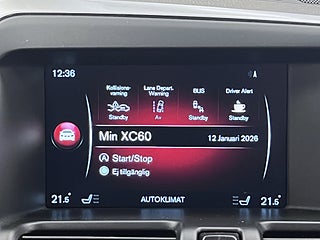 12:36
Kollisions-
varning
Lane Depart.
Warning
BLIS
Driver Alert
Standby
A+
Standby
Standby
Min XC60
12 Januari 2026
Start/Stop
Ej tillgänglig
21.5°
AUTOKLIMAT
21.5°